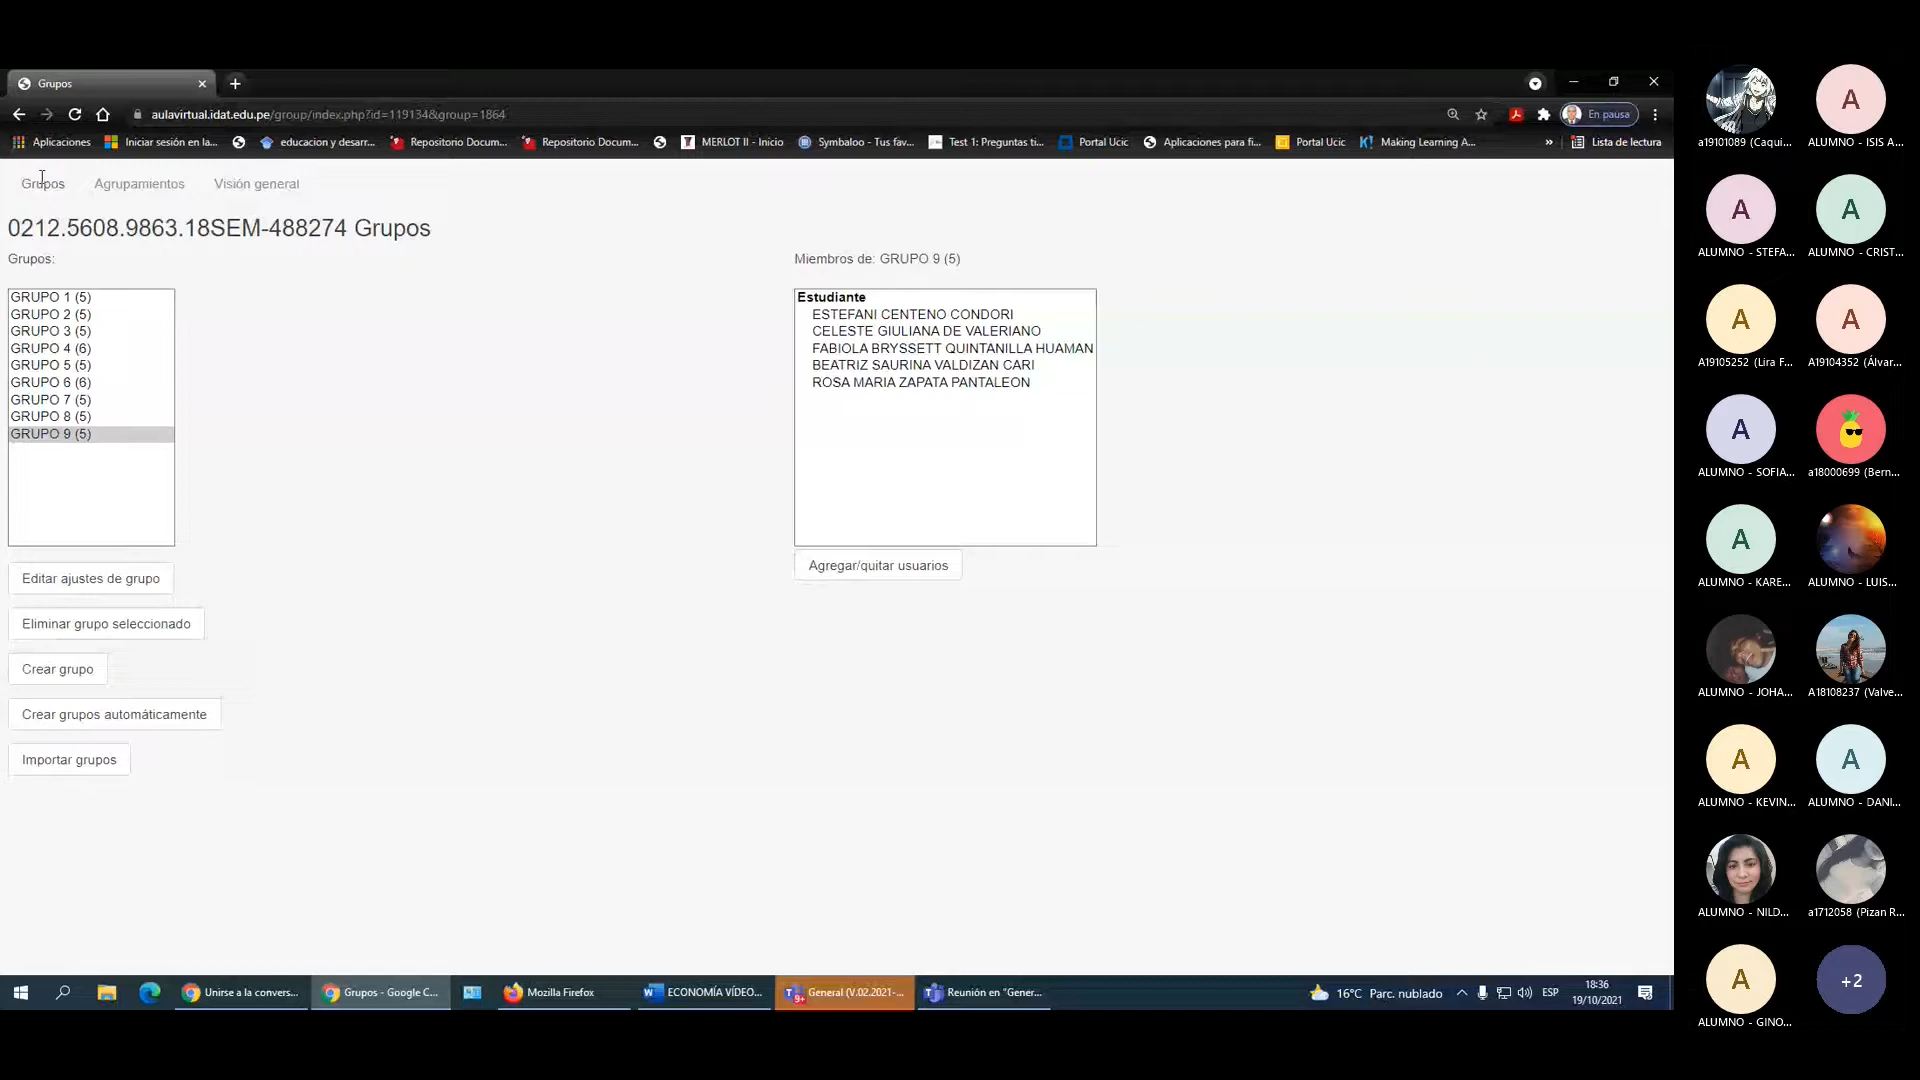 Grupos
aulavirtual.idat.edu.pe/group/index.php?id=119134&group=1864
En pausa
Aplicaciones
Iniciar sesión en la...
educacion y desarr...
Repositorio Docum...
Repositorio Docum...
MERLOT II - Inicio
Symbaloo - Tus fav...
Test 1: Preguntas ti...
Portal Ucic
Aplicaciones para fi...
Portal Ucic
K!
Making Learning A...
»
Lista de lectura
Grupos
Agrupamientos
Visión general
0212.5608.9863.18SEM-488274 Grupos
Grupos:
GRUPO 1 (5)
GRUPO 2 (5)
GRUPO 3 (5)
GRUPO 4 (6)
GRUPO 5 (5)
GRUPO 6 (6)
GRUPO 7 (5)
GRUPO 8 (5)
GRUPO 9 (5)
Editar ajustes de grupo
Eliminar grupo seleccionado
Crear grupo
Crear grupos automáticamente
Importar grupos
Miembros de: GRUPO 9 (5)
Estudiante
ESTEFANI CENTENO CONDORI
CELESTE GIULIANA DE VALERIANO
FABIOLA BRYSSETT QUINTANILLA HUAMAN
BEATRIZ SAURINA VALDIZAN CARI
ROSA MARIA ZAPATA PANTALEON
Agregar/quitar usuarios
Unirse a la convers...
Grupos - Google C...
Mozilla Firefox
ECONOMÍA VÍDEO...
9+
General (V.02.2021-...
Reunión en "Gener...
16°C Parc. nublado
ESP
18:36
19/10/2021
a19101089 (Caqui...
A
ALUMNO - ISIS A...
A
ALUMNO - STEFA...
A
ALUMNO - CRIST...
A
A19105252 (Lira F...
A
A19104352 (Álvar...
A
ALUMNO - SOFIA...
a18000699 (Bern...
A
ALUMNO - KARE...
ALUMNO - LUIS...
ALUMNO - JOHA...
A18108237 (Valve...
A
ALUMNO - KEVIN...
A
ALUMNO - DANI...
ALUMNO - NILD...
a1712058 (Pizan R...
A
ALUMNO - GINO...
+2